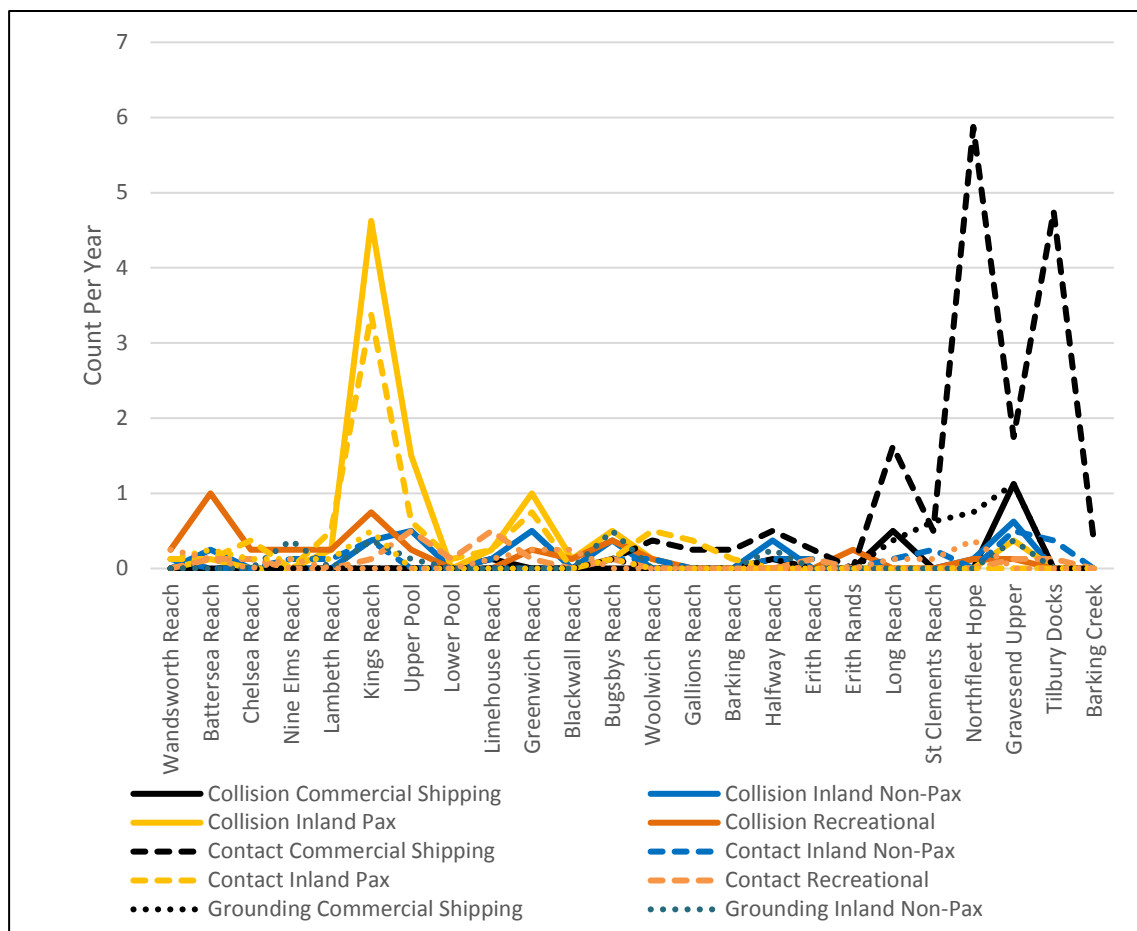 7
6
5
4
3
2
1
0
Count Per Year
Wandsworth Reach
Battersea Reach
Chelsea Reach
Nine Elms Reach
Lambeth Reach
Kings Reach
Upper Pool
Lower Pool
Limehouse Reach
Greenwich Reach
Blackwall Reach
Bugsbys Reach
Woolwich Reach
Gallions Reach
Barking Reach
Halfway Reach
Erith Reach
Erith Rands
Long Reach
St Clements Reach
Northfleet Hope
Gravesend Upper
Tilbury Docks
Barking Creek
Collision Commercial Shipping
Collision Inland Non-Pax
Collision Inland Pax
Collision Recreational
Contact Commercial Shipping
Contact Inland Non-Pax
Contact Inland Pax
Contact Recreational
Grounding Commercial Shipping
Grounding Inland Non-Pax